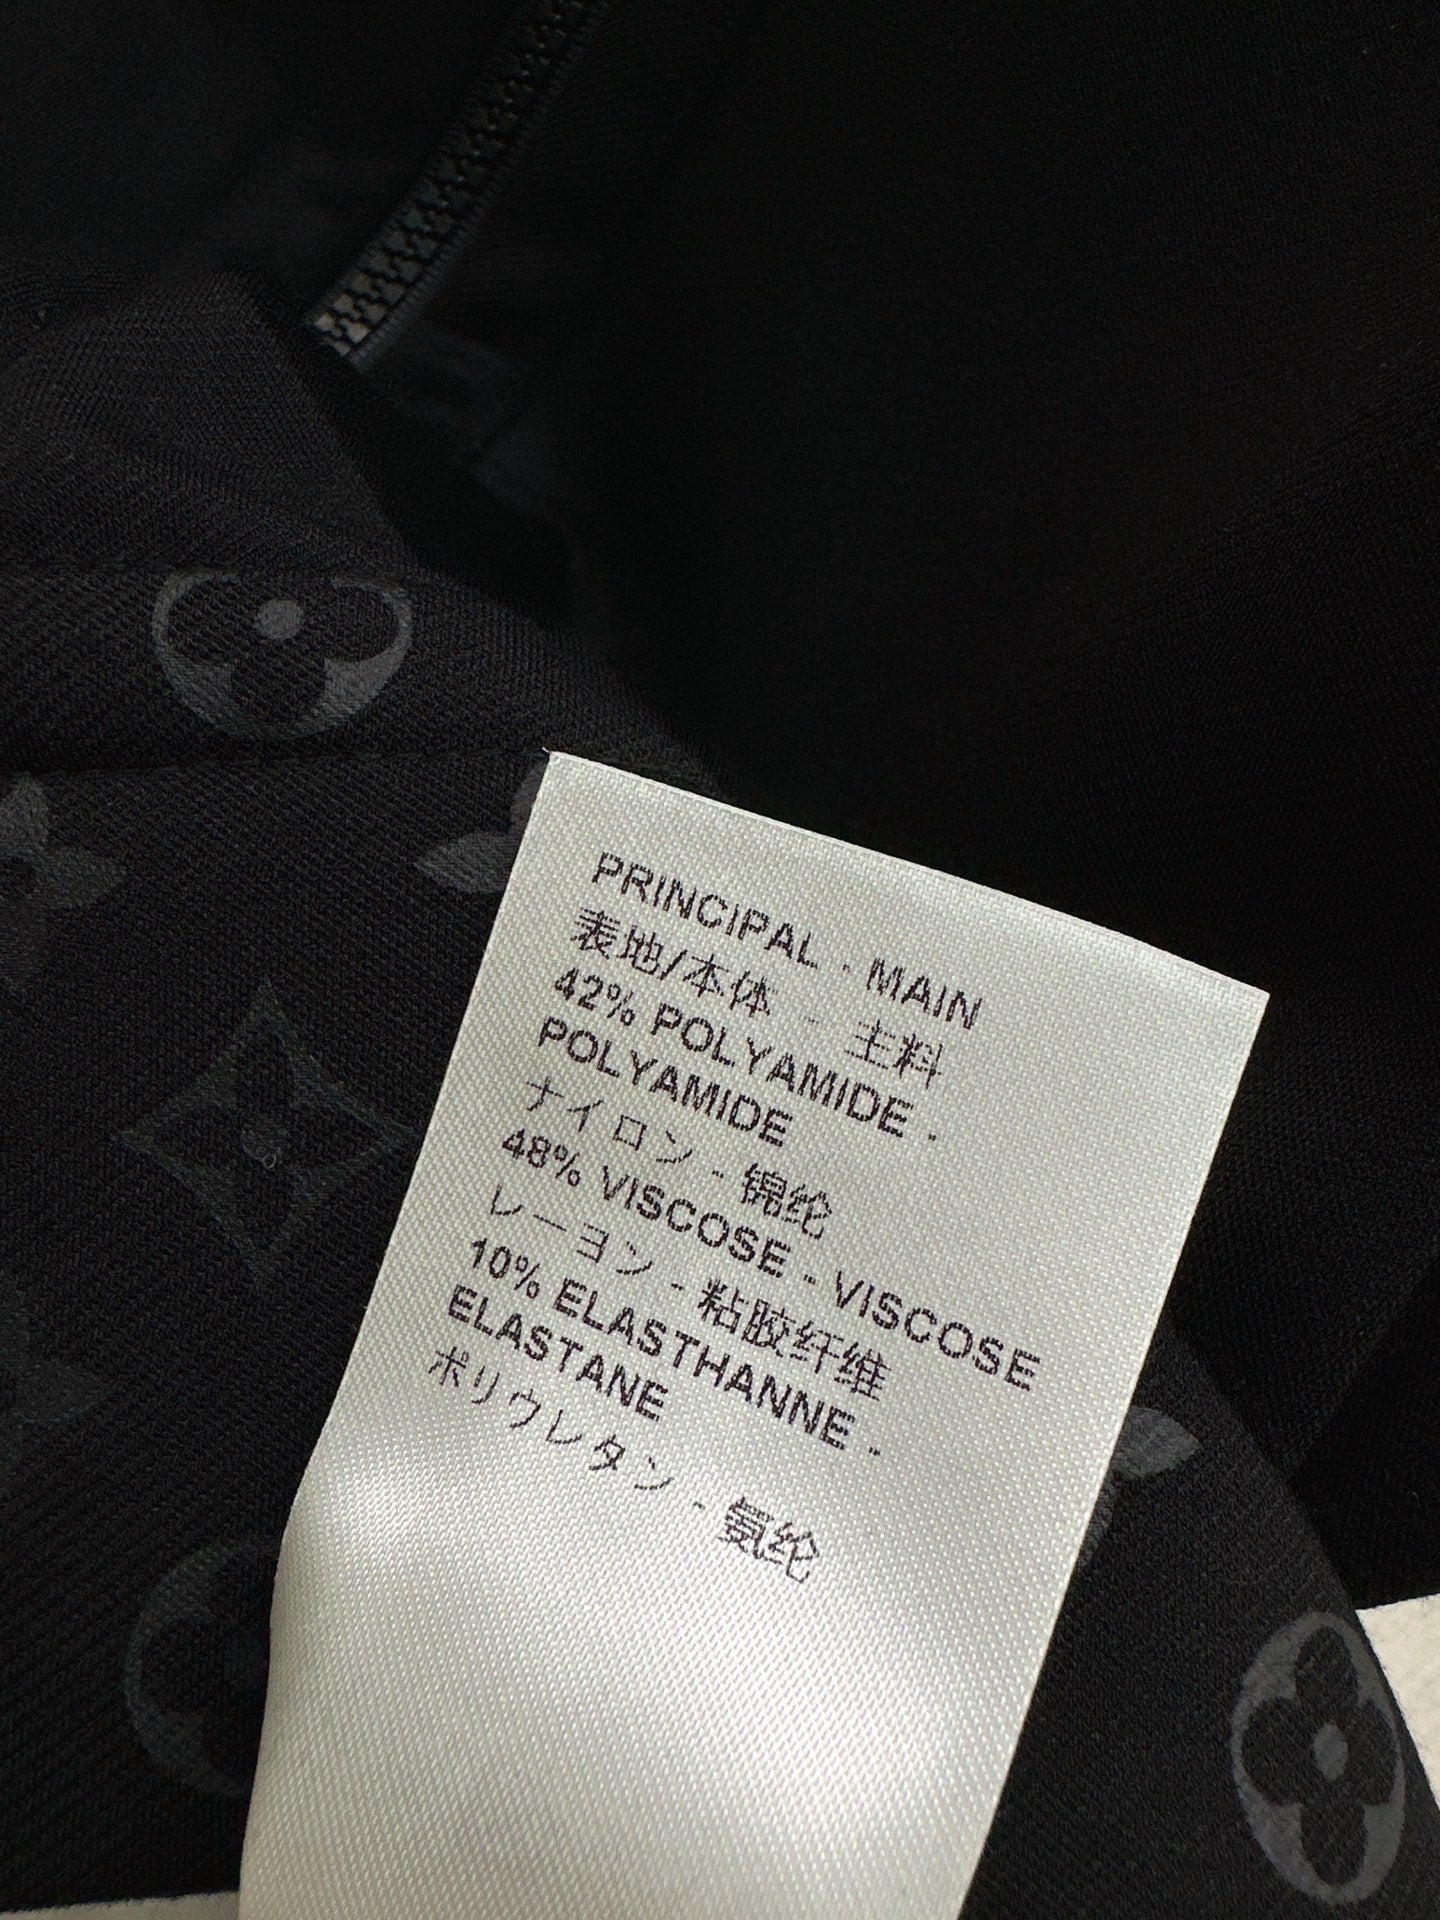 PRINCIPAL - MAIN
表地/本体 - 主料
42% POLYAMIDE -
POLYAMIDE
ナイロン - 锦纶
48% VISCOSE - VISCOSE
レーヨン - 粘胶纤维
10% ELASTHANNE -
ELASTANE
ポリウレタン - 氨纶